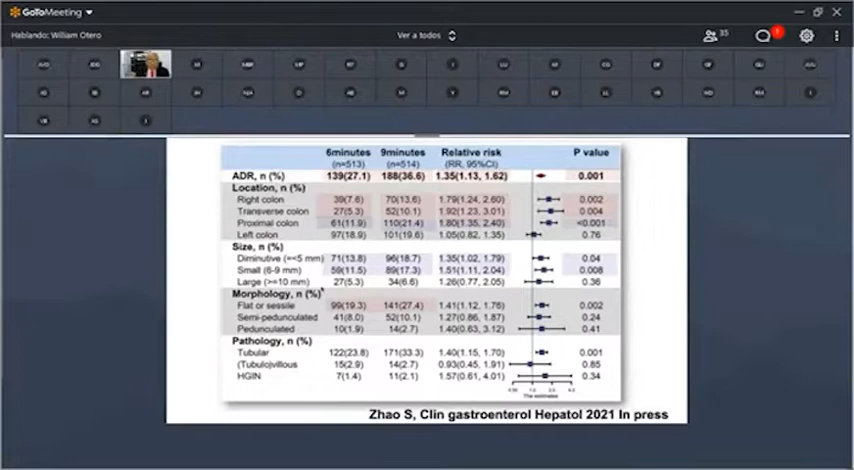 GoToMeeting
Hablando: William Otero
Ver a todos
35
1
6minutes 9minutes Relative risk P value
(n=513) (n=514) (RR, 95%CI)
ADR, n (%) 139(27.1) 188(36.6) 1.35(1.13, 1.62) 0.001
Location, n (%)
Right colon 39(7.6) 70(13.6) 1.79(1.24, 2.60) 0.002
Transverse colon 27(5.3) 52(10.1) 1.92(1.23, 3.01) 0.004
Proximal colon 61(11.9) 110(21.4) 1.80(1.35, 2.40) <0.001
Left colon 97(18.9) 101(19.6) 1.05(0.82, 1.35) 0.76
Size, n (%)
Diminutive (=<5 mm) 71(13.8) 96(18.7) 1.35(1.02, 1.79) 0.04
Small (6-9 mm) 59(11.5) 89(17.3) 1.51(1.11, 2.04) 0.008
Large (>=10 mm) 27(5.3) 34(6.6) 1.26(0.77, 2.05) 0.36
Morphology, n (%)
Flat or sessile 99(19.3) 141(27.4) 1.41(1.12, 1.76) 0.002
Semi-pedunculated 41(8.0) 52(10.1) 1.27(0.86, 1.87) 0.24
Pedunculated 10(1.9) 14(2.7) 1.40(0.63, 3.12) 0.41
Pathology, n (%)
Tubular 122(23.8) 171(33.3) 1.40(1.15, 1.70) 0.001
(Tubulo)villous 15(2.9) 14(2.7) 0.93(0.45, 1.91) 0.85
HGIN 7(1.4) 11(2.1) 1.57(0.61, 4.01) 0.34
The estimates
Zhao S, Clin gastroenterol Hepatol 2021 In press